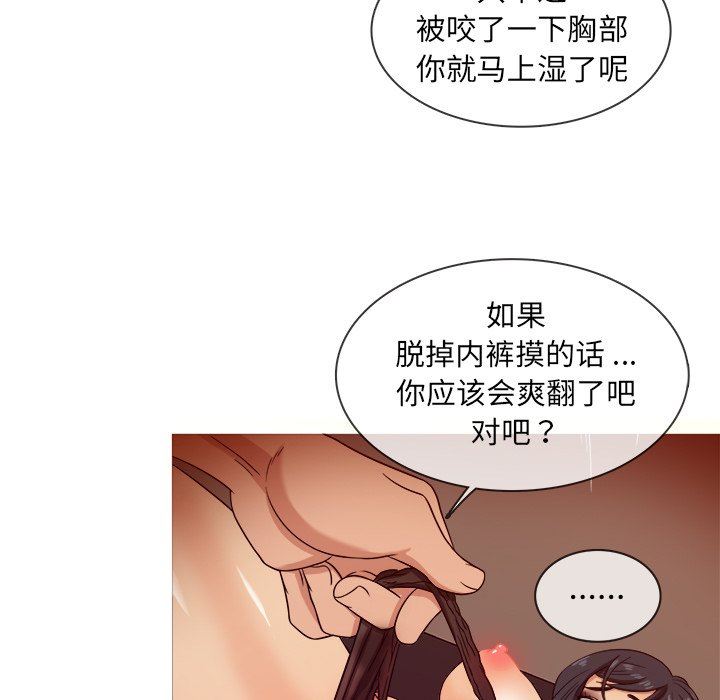 被咬了一下胸部
你就马上湿了呢
如果
脱掉内裤摸的话...
你应该会爽翻了吧
对吧？
......